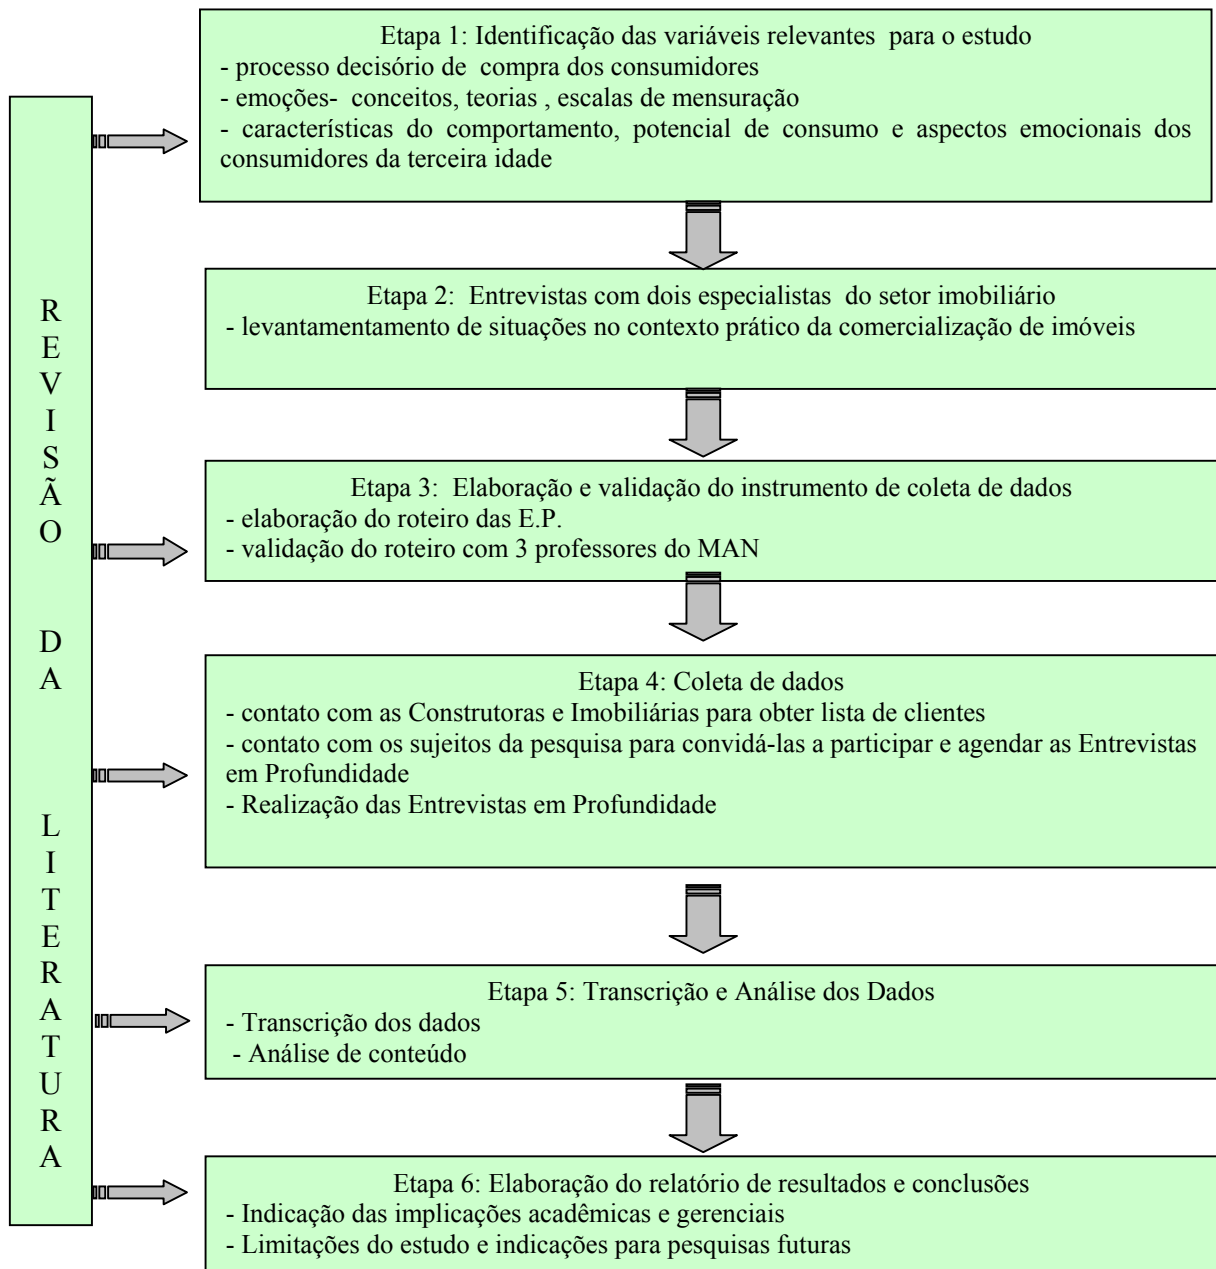 REVISÃO DA LITERATURA
Etapa 1: Identificação das variáveis relevantes para o estudo
- processo decisório de compra dos consumidores
- emoções- conceitos, teorias , escalas de mensuração
- características do comportamento, potencial de consumo e aspectos emocionais dos
consumidores da terceira idade
Etapa 2: Entrevistas com dois especialistas do setor imobiliário
- levantamentamento de situações no contexto prático da comercialização de imóveis
Etapa 3: Elaboração e validação do instrumento de coleta de dados
- elaboração do roteiro das E.P.
- validação do roteiro com 3 professores do MAN
Etapa 4: Coleta de dados
- contato com as Construtoras e Imobiliárias para obter lista de clientes
- contato com os sujeitos da pesquisa para convidá-las a participar e agendar as Entrevistas
em Profundidade
- Realização das Entrevistas em Profundidade
Etapa 5: Transcrição e Análise dos Dados
- Transcrição dos dados
- Análise de conteúdo
Etapa 6: Elaboração do relatório de resultados e conclusões
- Indicação das implicações acadêmicas e gerenciais
- Limitações do estudo e indicações para pesquisas futuras